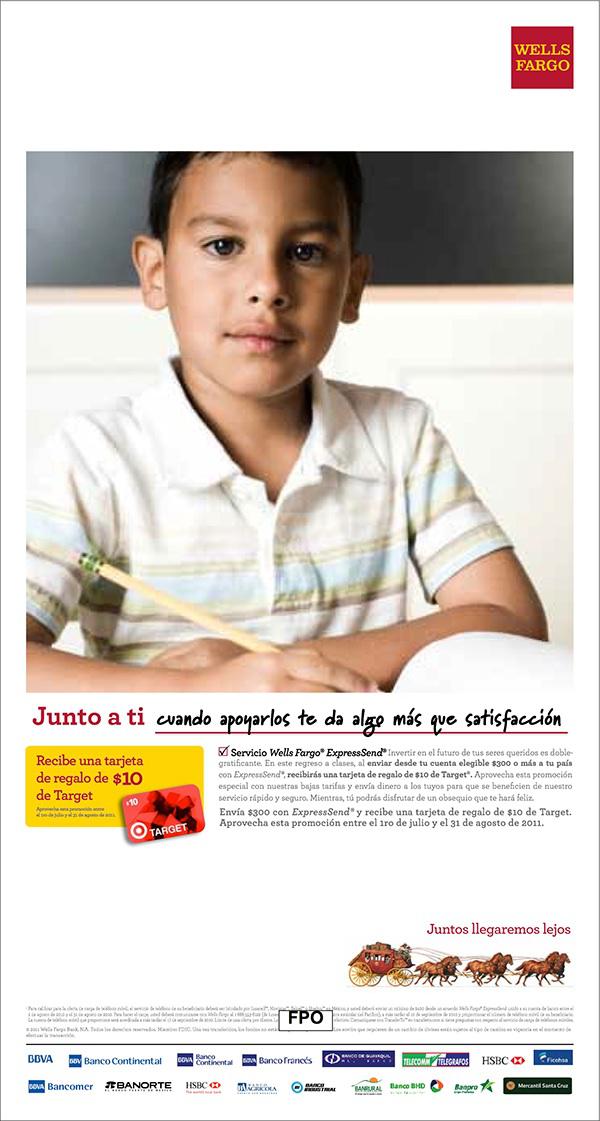 WELLS
FARGO
Junto a ti cuando apoyarlos te da algo más que satisfacción
Recibe una tarjeta
de regalo de $10
de Target
Aprovecha esta promoción entre
el 1ro de julio y el 31 de agosto de 2011.
$10
TARGET
Servicio Wells Fargo® ExpressSend® Invertir en el futuro de tus seres queridos es doble-
gratificante. En este regreso a clases, al enviar desde tu cuenta elegible $300 o más a tu país
con ExpressSend®, recibirás una tarjeta de regalo de $10 de Target®. Aprovecha esta promoción
especial con nuestras bajas tarifas y envía dinero a los tuyos para que se beneficien de nuestro
servicio rápido y seguro. Mientras, tú podrás disfrutar de un obsequio que te hará feliz.
Envía $300 con ExpressSend® y recibe una tarjeta de regalo de $10 de Target.
Aprovecha esta promoción entre el 1ro de julio y el 31 de agosto de 2011.
Juntos llegaremos lejos
FPO
© 2011 Wells Fargo Bank, N.A. Todos los derechos reservados. Miembro FDIC.
BBVA
BBVA Banco Continental
BBVA Banco Continental
BBVA Banco Francés
BANCO DE GUAYAQUIL
TELECOMM TELÉGRAFOS
HSBC
Ficohsa
BBVA Bancomer
BANORTE
HSBC
BANCO AGRÍCOLA
BANCO INDUSTRIAL
BANRURAL
Banco BHD
Banpro
Mercantil Santa Cruz